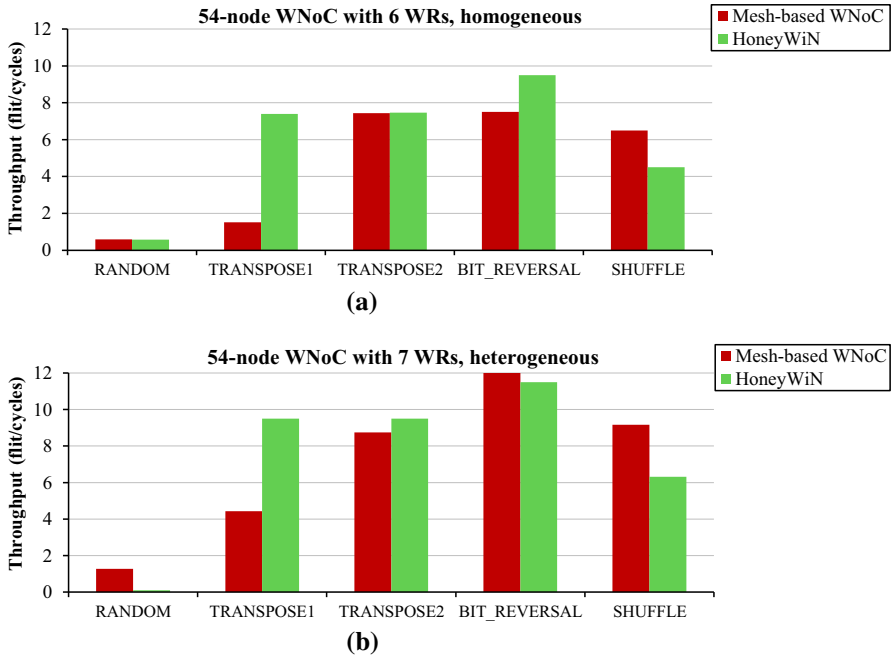 54-node WNoC with 6 WRs, homogeneous
Mesh-based WNoC
HoneyWiN
Throughput (flit/cycles)
12
10
8
6
4
2
0
RANDOM TRANSPOSE1 TRANSPOSE2 BIT_REVERSAL SHUFFLE
(a)
54-node WNoC with 7 WRs, heterogeneous
Mesh-based WNoC
HoneyWiN
Throughput (flit/cycles)
12
10
8
6
4
2
0
RANDOM TRANSPOSE1 TRANSPOSE2 BIT_REVERSAL SHUFFLE
(b)